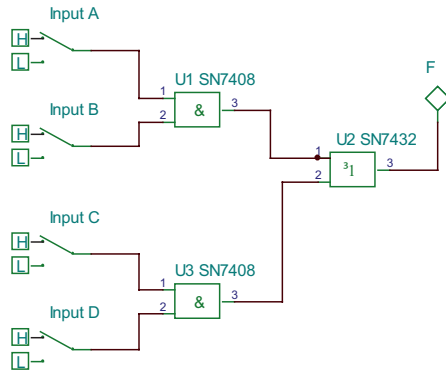 Input A
H
L
U1 SN7408
1
&
3
2
Input B
H
L
F
U2 SN7432
1
³1
3
2
Input C
H
L
U3 SN7408
1
&
3
2
Input D
H
L